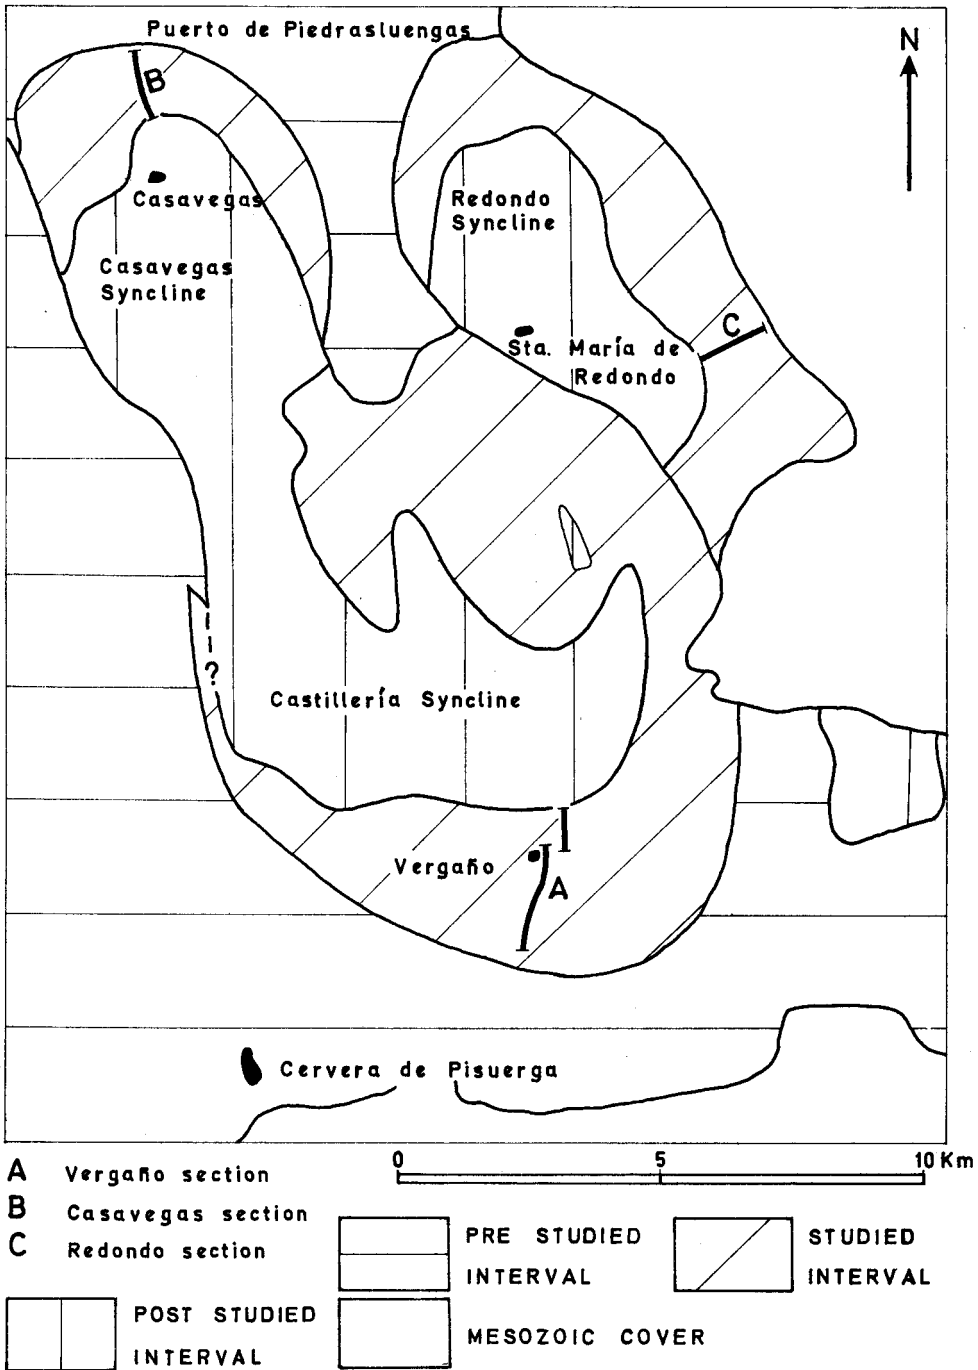 Puerto de Piedrasluengas
N
B
Casavegas
Redondo
Syncline
Casavegas
Syncline
C
Sta. María de
Redondo
?
Castillería Syncline
Vergaño
A
Cervera de Pisuerga
A Vergaño section
B Casavegas section
C Redondo section
0 5 10 Km
PRE STUDIED
INTERVAL
STUDIED
INTERVAL
POST STUDIED
INTERVAL
MESOZOIC COVER